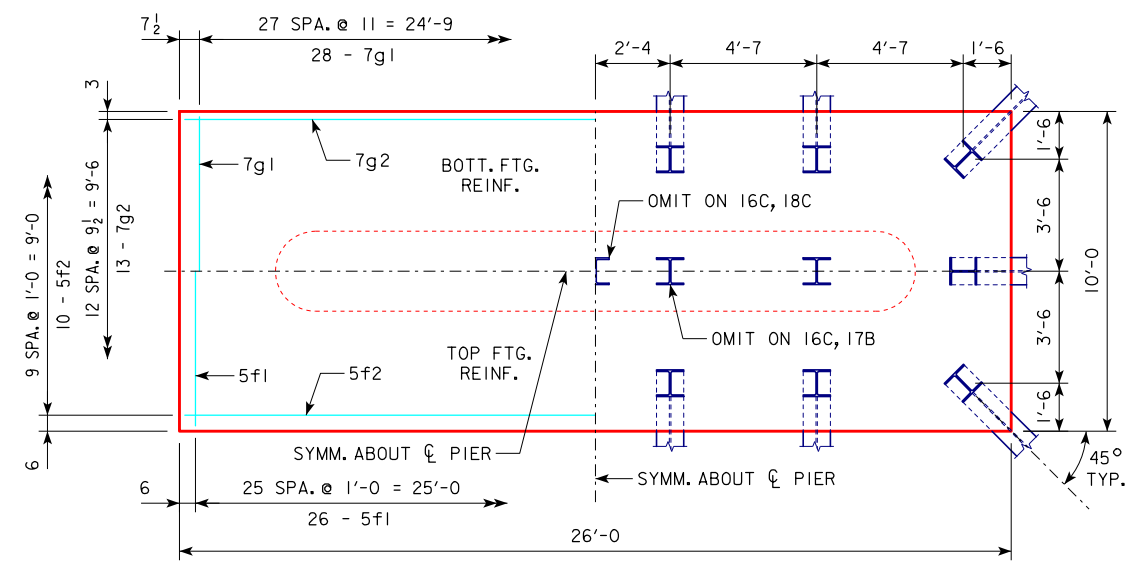 7 1/2
27 SPA. @ 11 = 24'-9
28 - 7g1
2'-4
4'-7
4'-7
1'-6
3
12 SPA. @ 9 1/2 = 9'-6
13 - 7g2
9 SPA. @ 1'-0 = 9'-0
10 - 5f2
6
7g1
7g2
BOTT. FTG.
REINF.
OMIT ON 16C, 18C
OMIT ON 16C, 17B
TOP FTG.
REINF.
5f1
5f2
SYMM. ABOUT ℄ PIER
SYMM. ABOUT ℄ PIER
1'-6
3'-6
3'-6
1'-6
10'-0
45°
TYP.
6
25 SPA. @ 1'-0 = 25'-0
26 - 5f1
26'-0